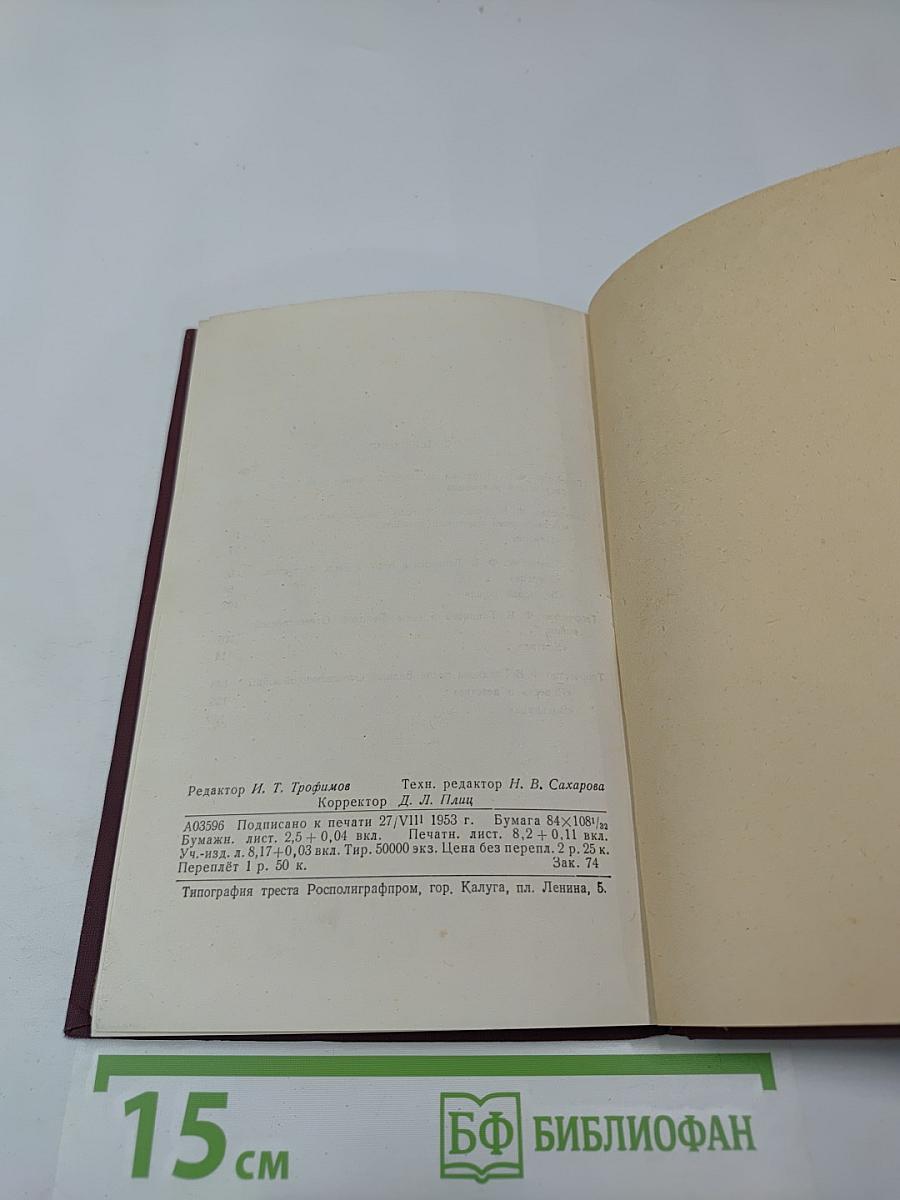 Редактор И. Т. Трофимов Техн. редактор Н. В. Сахарова
Корректор Д. Л. Плиц
А03596 Подписано к печати 27/VIII 1953 г. Бумага 84×108¹/₃₂
Бумажн. лист. 2,5+0,04 вкл. Печатн. лист. 8,2+0,11 вкл.
Уч.-изд. л. 8,17+0,03 вкл. Тир. 50000 экз. Цена без перепл. 2 р. 25 к.
Переплёт 1 р. 50 к. Зак. 74
Типография треста Росполиграфпром, гор. Калуга, пл. Ленина, 5.
15 см
БФ БИБЛИОФАН